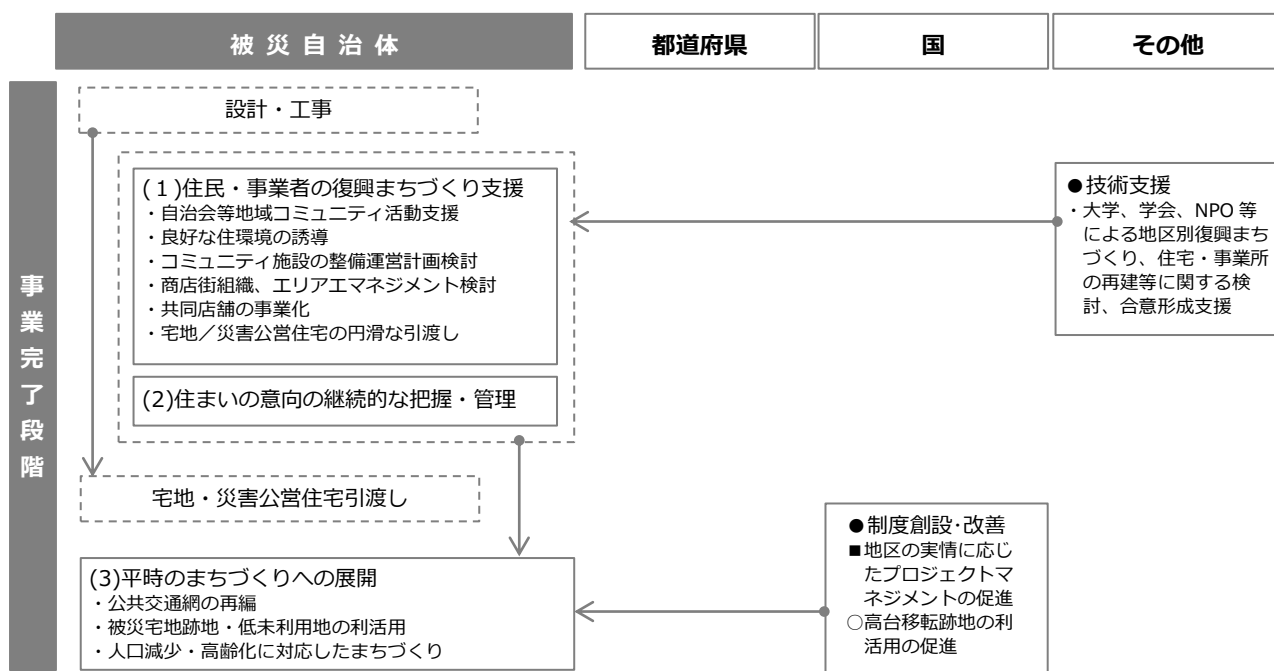 被災自治体
都道府県
国
その他
事業完了段階
設計・工事
(１)住民・事業者の復興まちづくり支援
・自治会等地域コミュニティ活動支援
・良好な住環境の誘導
・コミュニティ施設の整備運営計画検討
・商店街組織、エリアエマネジメント検討
・共同店舗の事業化
・宅地／災害公営住宅の円滑な引渡し
(2)住まいの意向の継続的な把握・管理
●技術支援
・大学、学会、NPO 等
による地区別復興まち
づくり、住宅・事業所
の再建等に関する検
討、合意形成支援
宅地・災害公営住宅引渡し
(3)平時のまちづくりへの展開
・公共交通網の再編
・被災宅地跡地・低未利用地の利活用
・人口減少・高齢化に対応したまちづくり
●制度創設・改善
■地区の実情に応じ
たプロジェクトマ
ネジメントの促進
○高台移転跡地の利
活用の促進